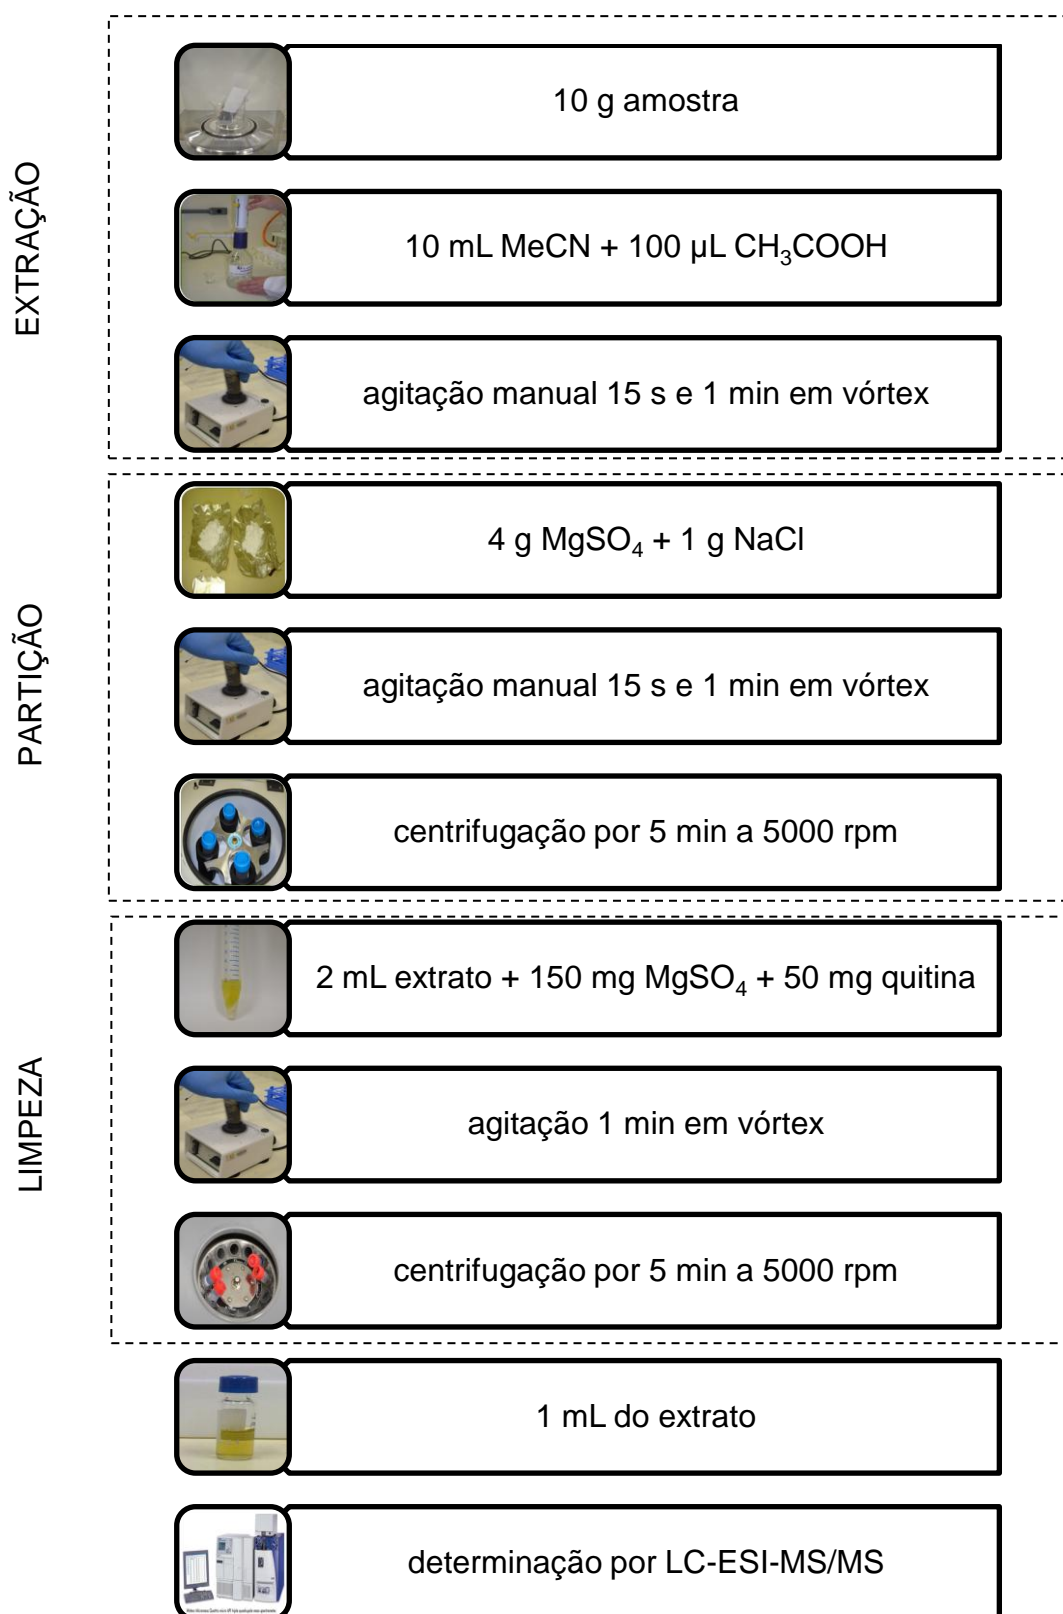 EXTRAÇÃO
10 g amostra
10 mL MeCN + 100 µL CH₃COOH
agitação manual 15 s e 1 min em vórtex
PARTIÇÃO
4 g MgSO₄ + 1 g NaCl
agitação manual 15 s e 1 min em vórtex
centrifugação por 5 min a 5000 rpm
LIMPEZA
2 mL extrato + 150 mg MgSO₄ + 50 mg quitina
agitação 1 min em vórtex
centrifugação por 5 min a 5000 rpm
1 mL do extrato
determinação por LC-ESI-MS/MS